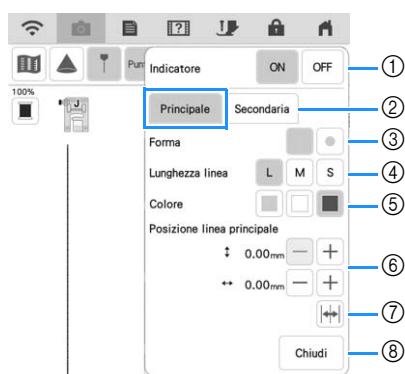 Pun
Indicatore ON OFF ①
100%
J
Principale Secondaria ②
Forma ③
Lunghezza linea L M S ④
Colore ⑤
Posizione linea principale
↕ 0.00mm − +
⑥
↔ 0.00mm − +
⑦
Chiudi ⑧